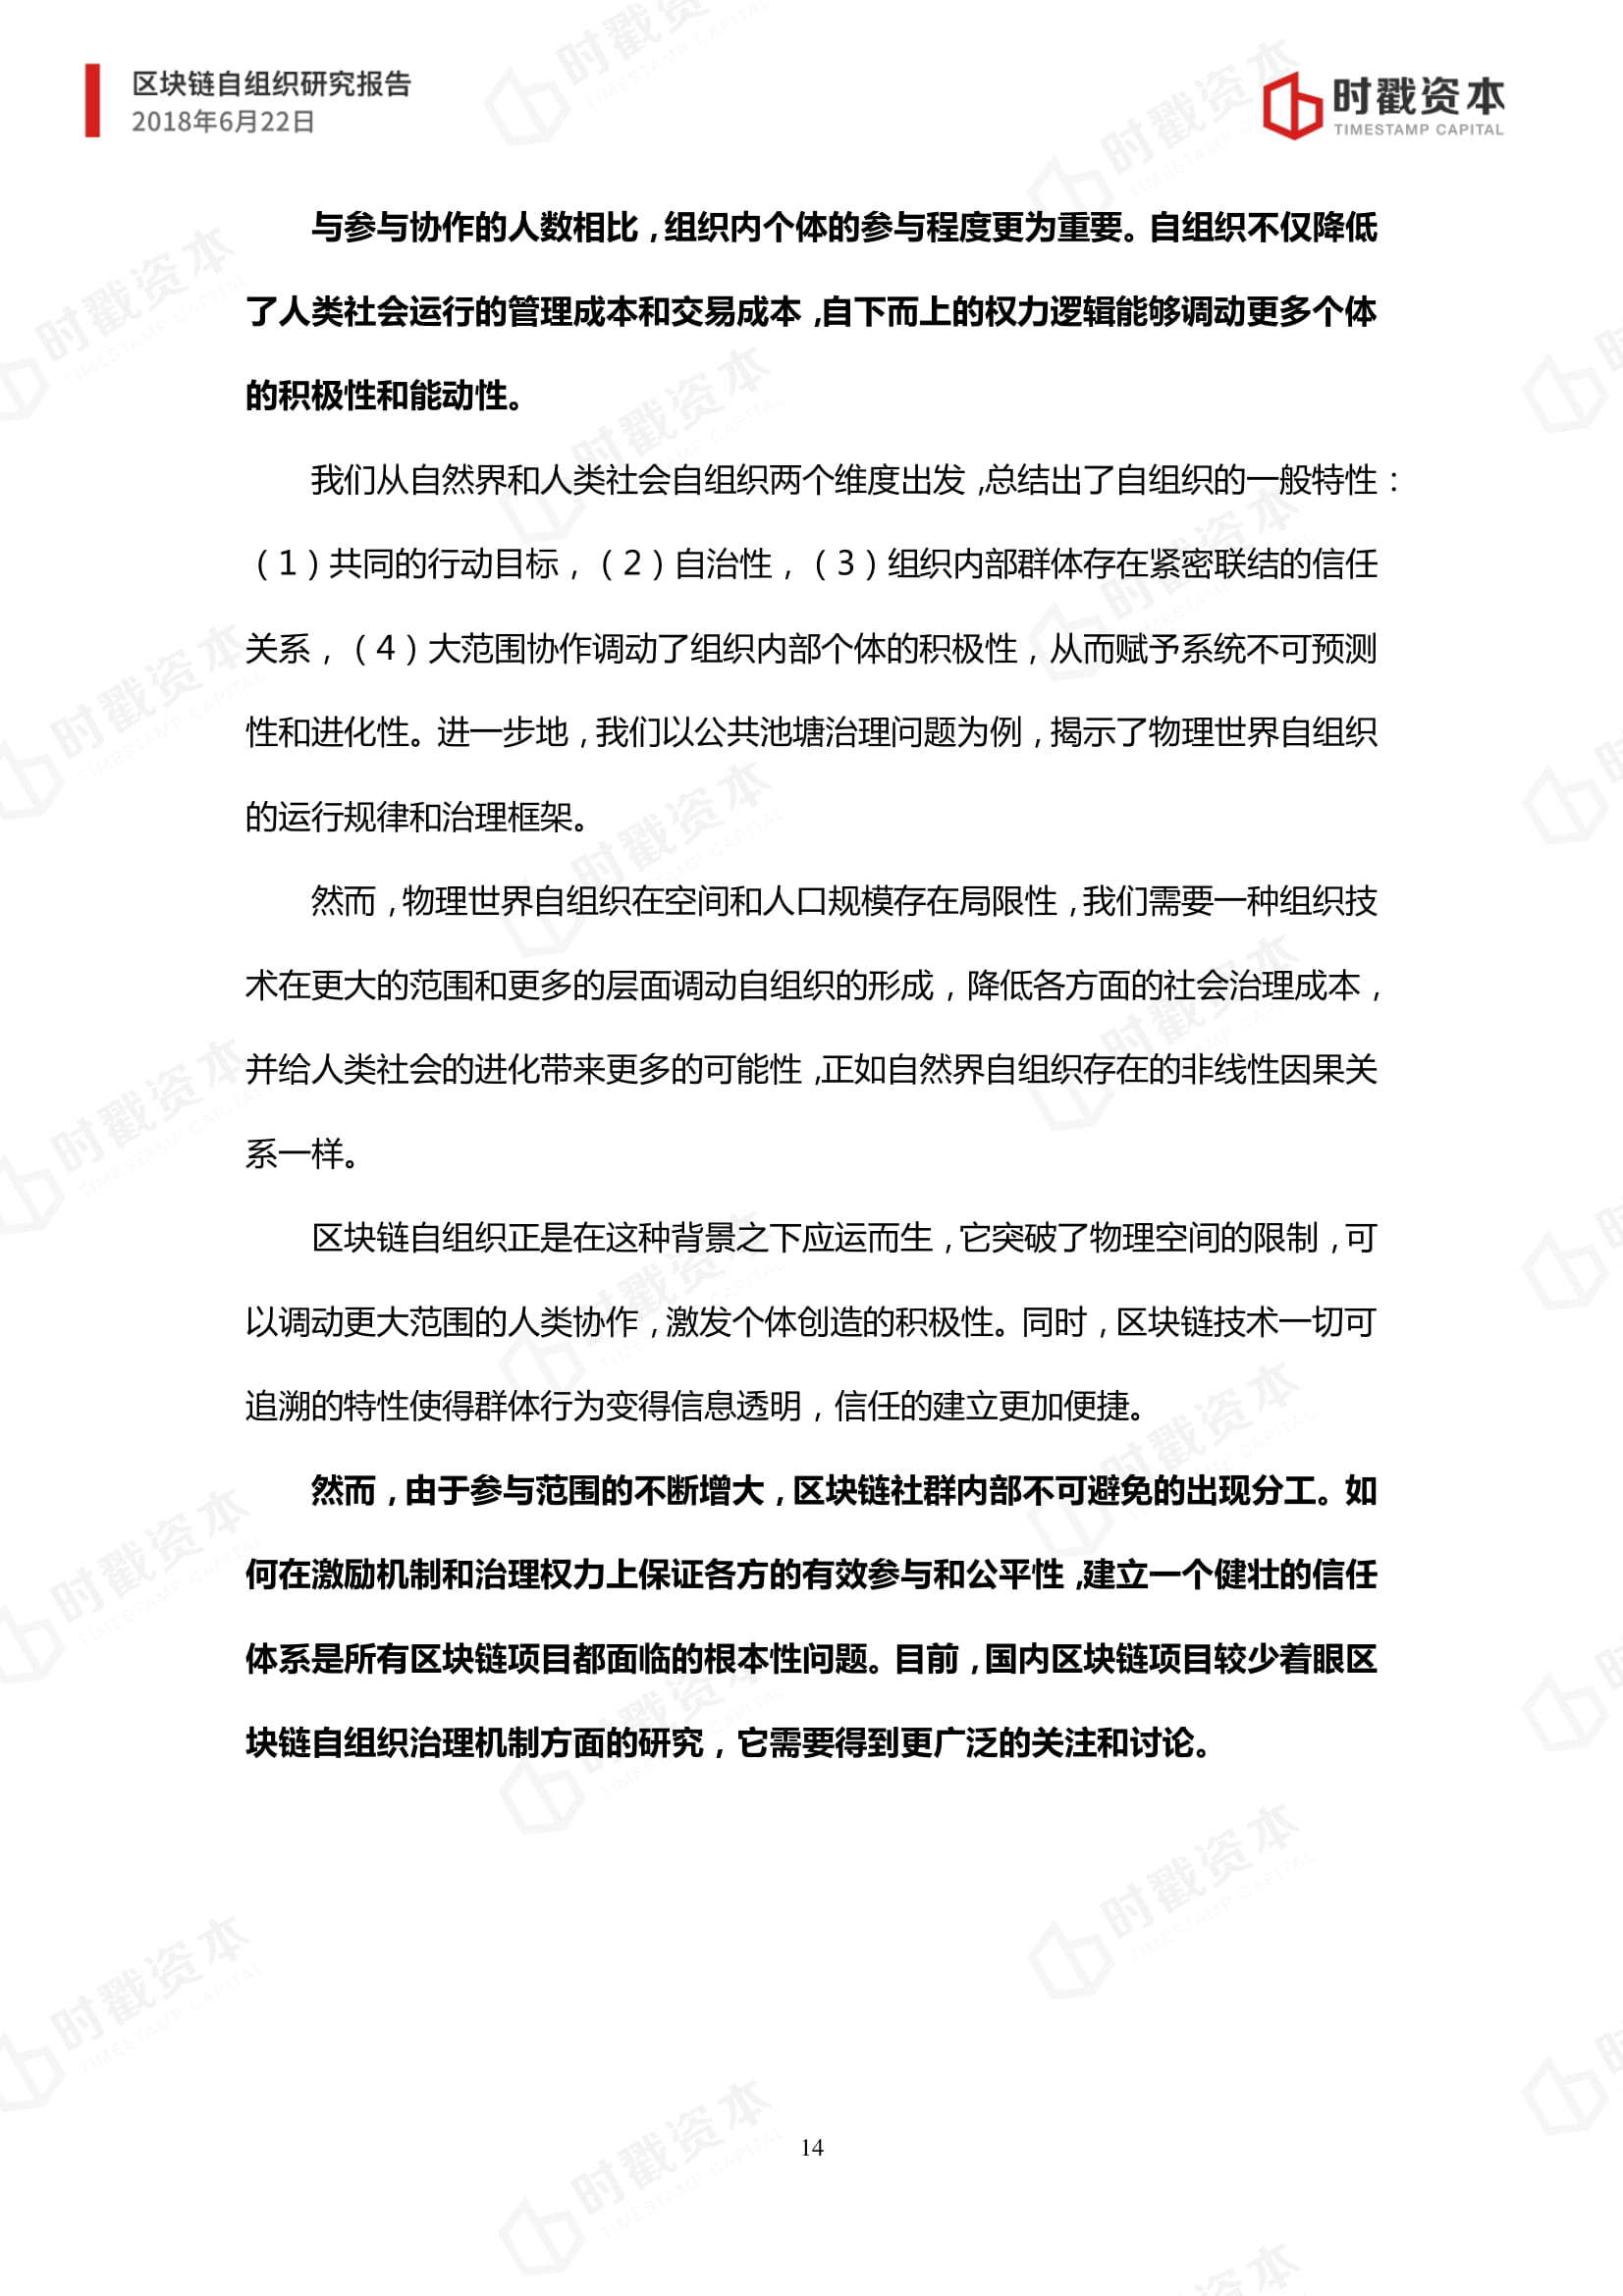 区块链自组织研究报告
2018年6月22日
时戳资本
TIMESTAMP CAPITAL
与参与协作的人数相比，组织内个体的参与程度更为重要。自组织不仅降低
了人类社会运行的管理成本和交易成本，自下而上的权力逻辑能够调动更多个体
的积极性和能动性。
我们从自然界和人类社会自组织两个维度出发，总结出了自组织的一般特性：
（1）共同的行动目标，（2）自治性，（3）组织内部群体存在紧密联结的信任
关系，（4）大范围协作调动了组织内部个体的积极性，从而赋予系统不可预测
性和进化性。进一步地，我们以公共池塘治理问题为例，揭示了物理世界自组织
的运行规律和治理框架。
然而，物理世界自组织在空间和人口规模存在局限性，我们需要一种组织技
术在更大的范围和更多的层面调动自组织的形成，降低各方面的社会治理成本，
并给人类社会的进化带来更多的可能性，正如自然界自组织存在的非线性因果关
系一样。
区块链自组织正是在这种背景之下应运而生，它突破了物理空间的限制，可
以调动更大范围的人类协作，激发个体创造的积极性。同时，区块链技术一切可
追溯的特性使得群体行为变得信息透明，信任的建立更加便捷。
然而，由于参与范围的不断增大，区块链社群内部不可避免的出现分工。如
何在激励机制和治理权力上保证各方的有效参与和公平性，建立一个健壮的信任
体系是所有区块链项目都面临的根本性问题。目前，国内区块链项目较少着眼区
块链自组织治理机制方面的研究，它需要得到更广泛的关注和讨论。
14